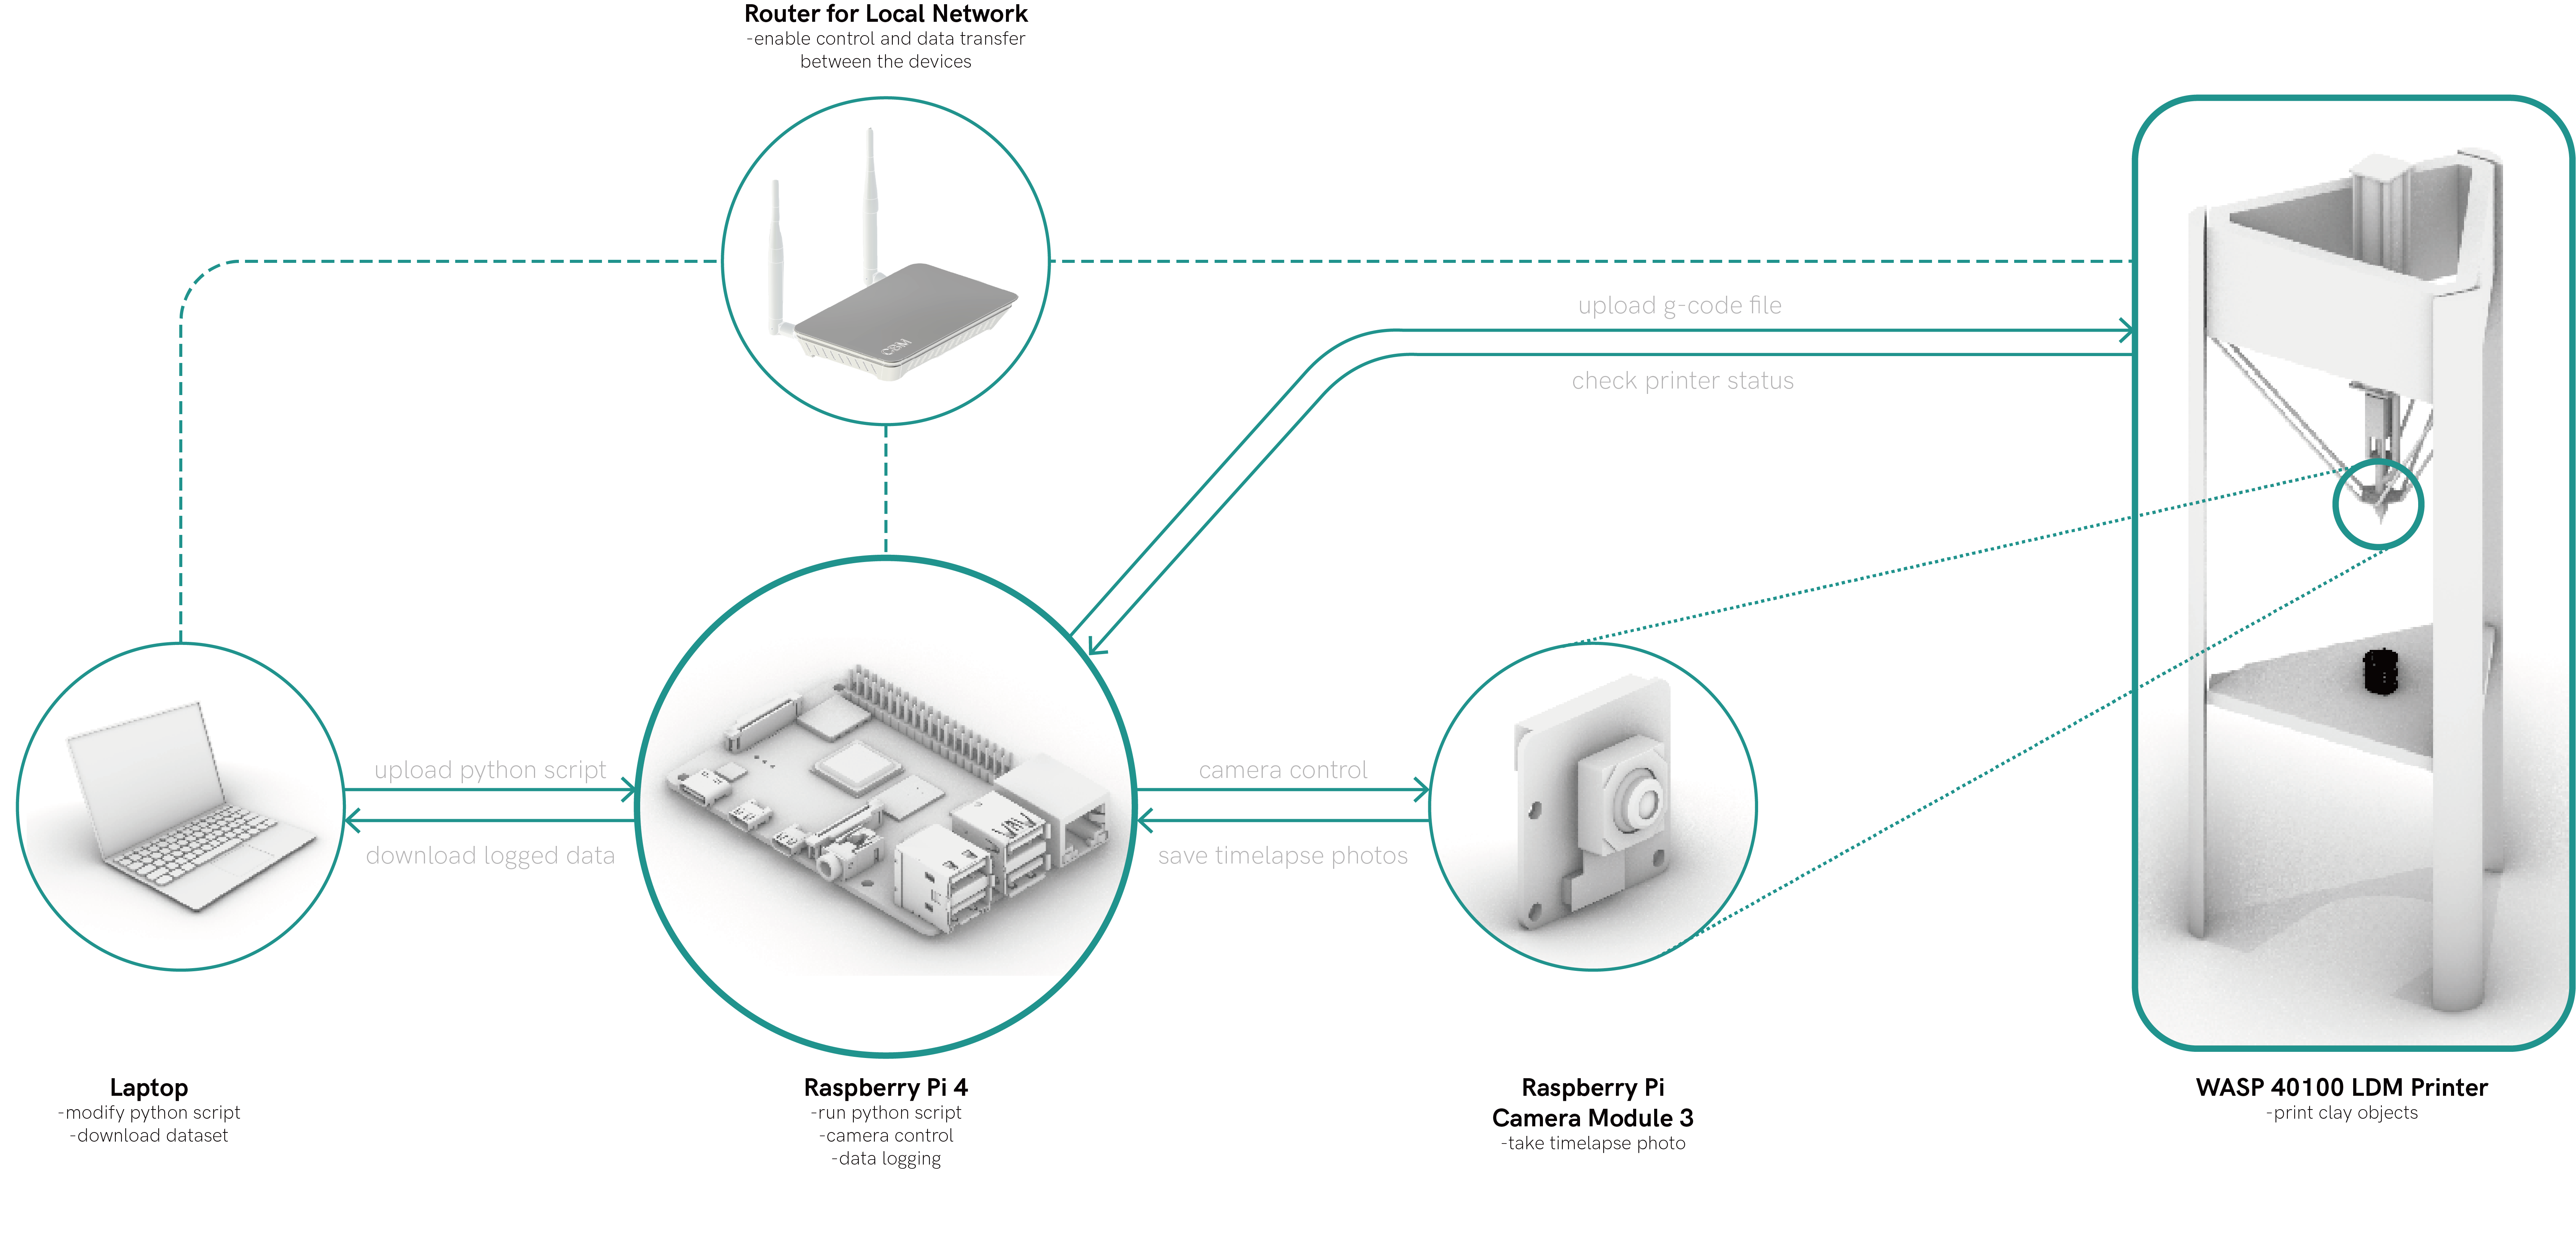 Router for Local Network
-enable control and data transfer
between the devices
upload g-code file
check printer status
upload python script
download logged data
camera control
save timelapse photos
Laptop
-modify python script
-download dataset
Raspberry Pi 4
-run python script
-camera control
-data logging
Raspberry Pi
Camera Module 3
-take timelapse photo
WASP 40100 LDM Printer
-print clay objects